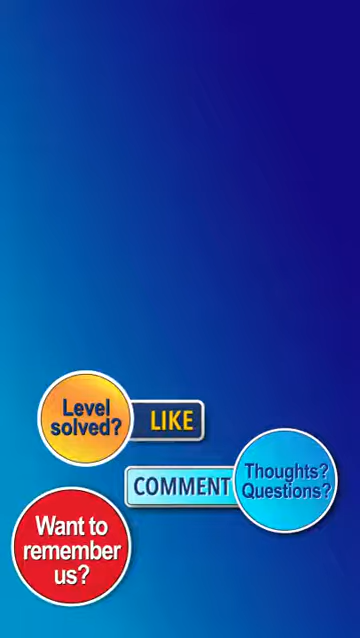 Level
solved?
LIKE
Thoughts?
Questions?
COMMENT
Want to
remember
us?